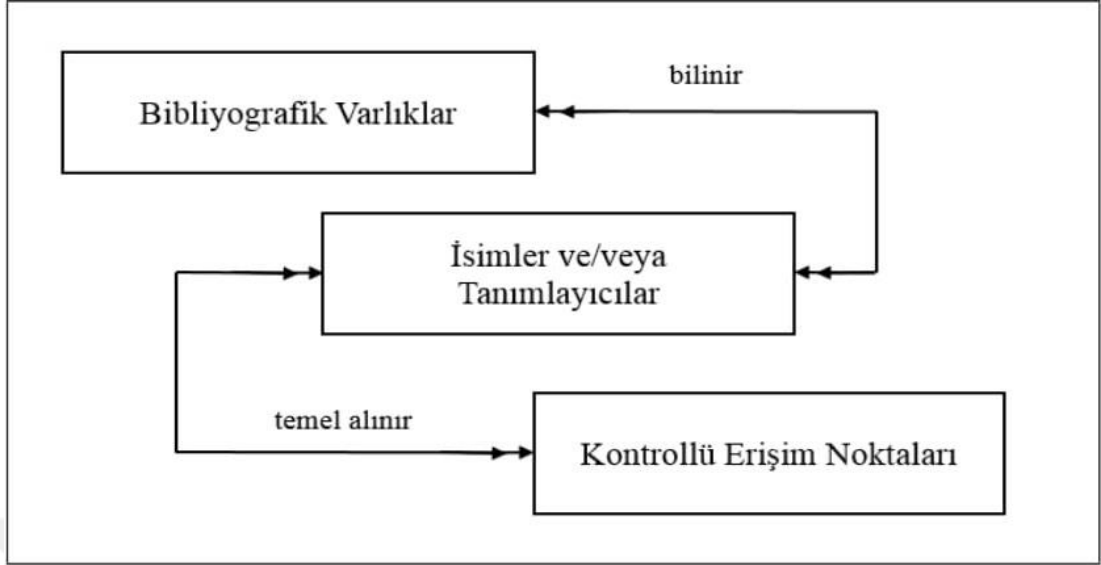 bilinir
Bibliyografik Varlıklar
İsimler ve/veya
Tanımlayıcılar
temel alınır
Kontrollü Erişim Noktaları